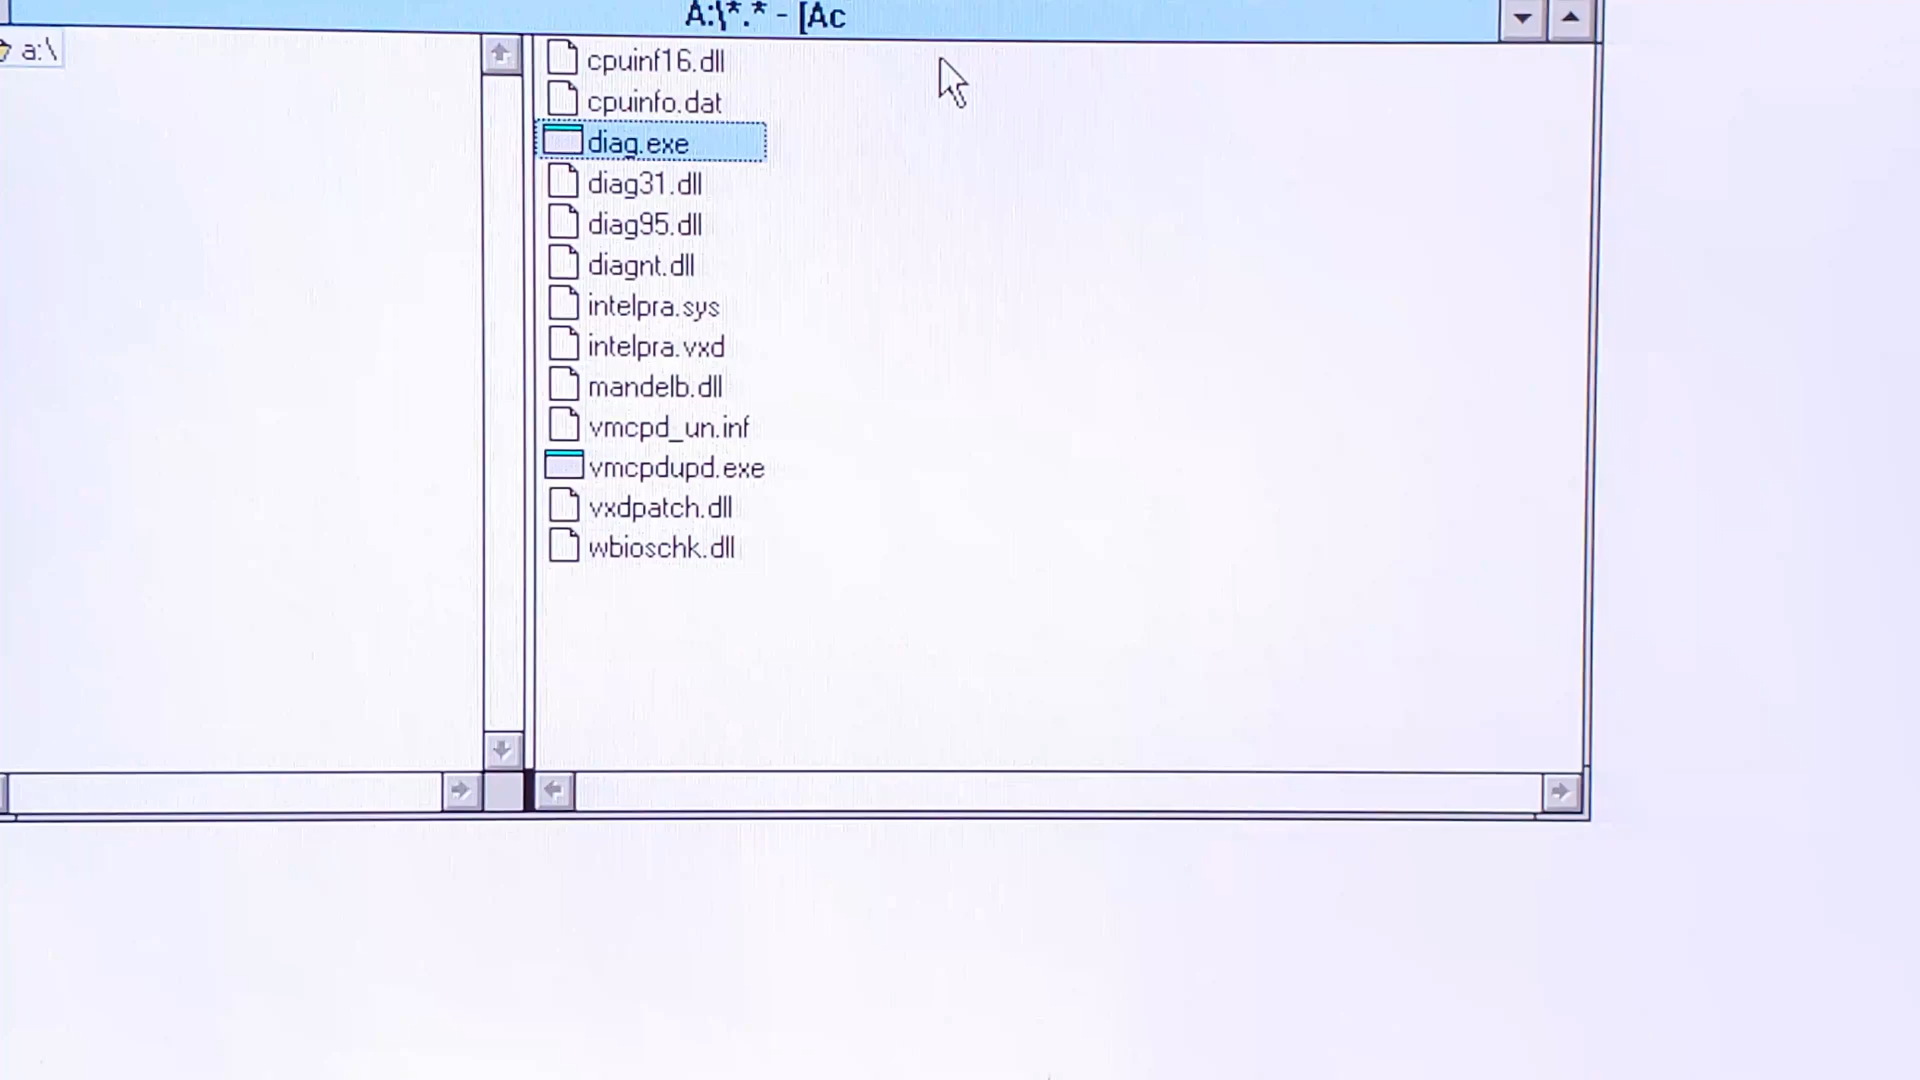 A:\*.* - [Ac
a:\
cpuinf16.dll
cpuinfo.dat
diag.exe
diag31.dll
diag95.dll
diagnt.dll
intelpra.sys
intelpra.vxd
mandelb.dll
vmcpd_un.inf
vmcpdupd.exe
vxdpatch.dll
wbioschk.dll